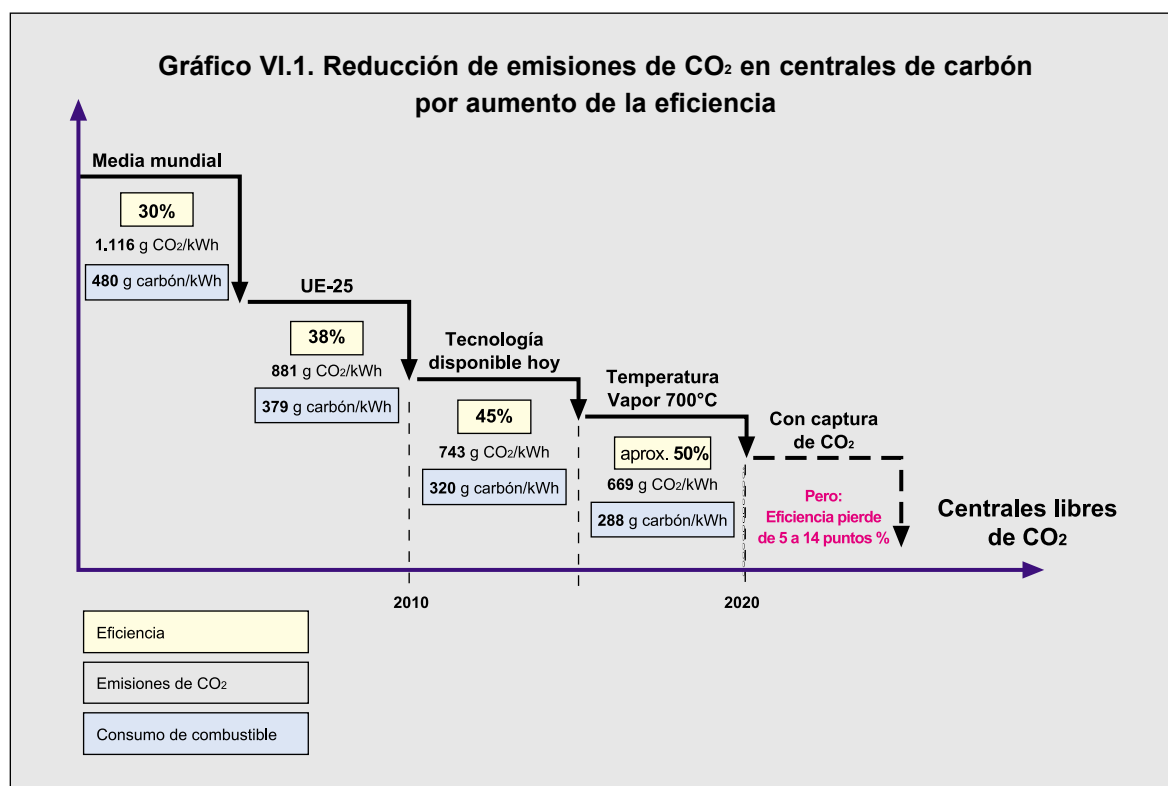 Gráfico VI.1. Reducción de emisiones de CO₂ en centrales de carbón
por aumento de la eficiencia
Media mundial
30%
1.116 g CO₂/kWh
480 g carbón/kWh
UE-25
38%
881 g CO₂/kWh
379 g carbón/kWh
Tecnología
disponible hoy
45%
743 g CO₂/kWh
320 g carbón/kWh
Temperatura
Vapor 700°C
aprox. 50%
669 g CO₂/kWh
288 g carbón/kWh
Con captura
de CO₂
Pero:
Eficiencia pierde
de 5 a 14 puntos %
Centrales libres
de CO₂
2010
2020
Eficiencia
Emisiones de CO₂
Consumo de combustible